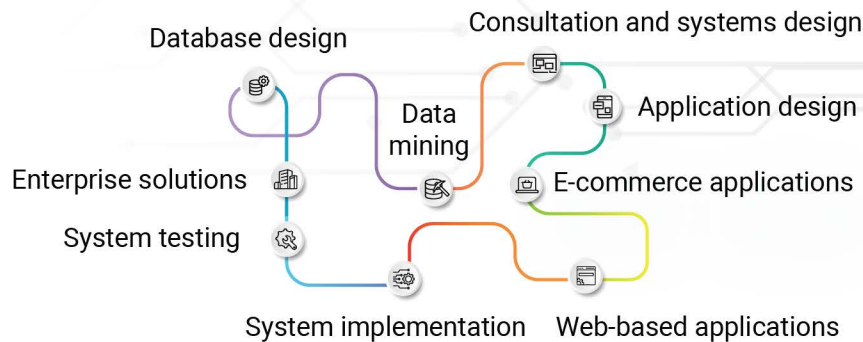 Consultation and systems design
Database design
Application design
Data
mining
Enterprise solutions
E-commerce applications
System testing
System implementation
Web-based applications